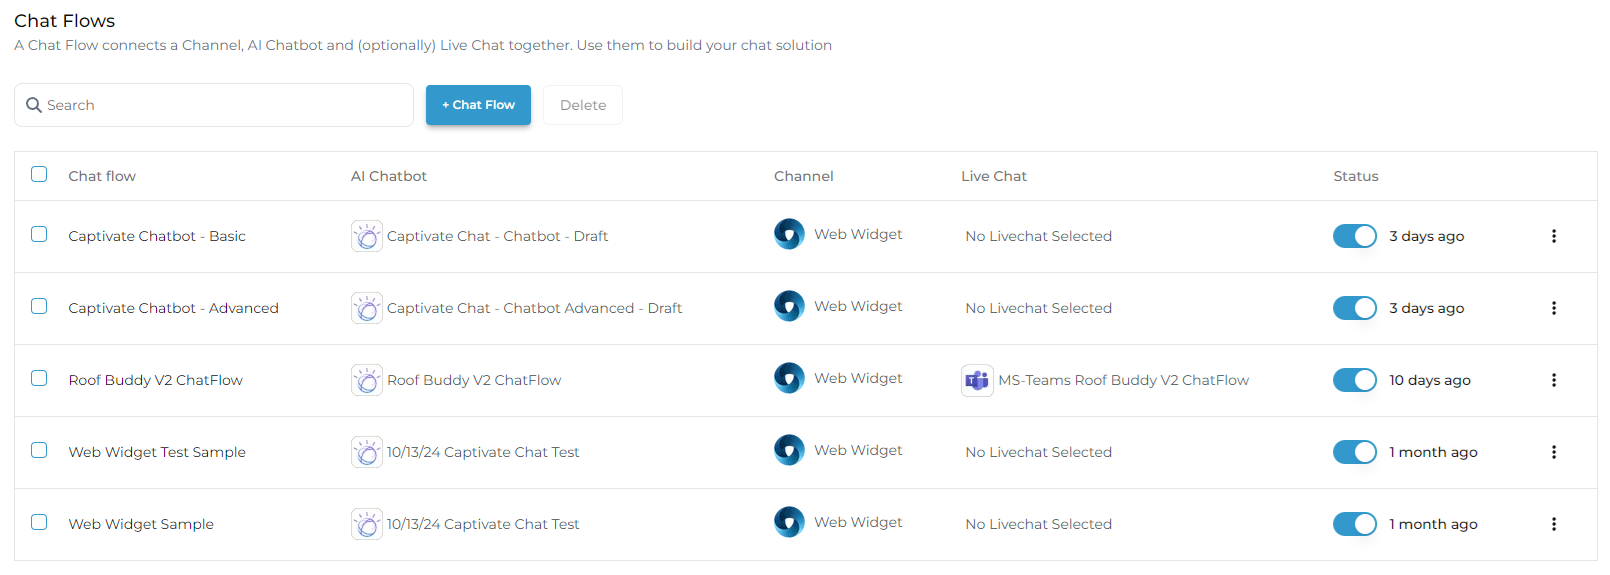 Chat Flows
A Chat Flow connects a Channel, AI Chatbot and (optionally) Live Chat together. Use them to build your chat solution
Search + Chat Flow Delete
Chat flow AI Chatbot Channel Live Chat Status
Captivate Chatbot - Basic Captivate Chat - Chatbot - Draft Web Widget No Livechat Selected 3 days ago
Captivate Chatbot - Advanced Captivate Chat - Chatbot Advanced - Draft Web Widget No Livechat Selected 3 days ago
Roof Buddy V2 ChatFlow Roof Buddy V2 ChatFlow Web Widget MS-Teams Roof Buddy V2 ChatFlow 10 days ago
Web Widget Test Sample 10/13/24 Captivate Chat Test Web Widget No Livechat Selected 1 month ago
Web Widget Sample 10/13/24 Captivate Chat Test Web Widget No Livechat Selected 1 month ago